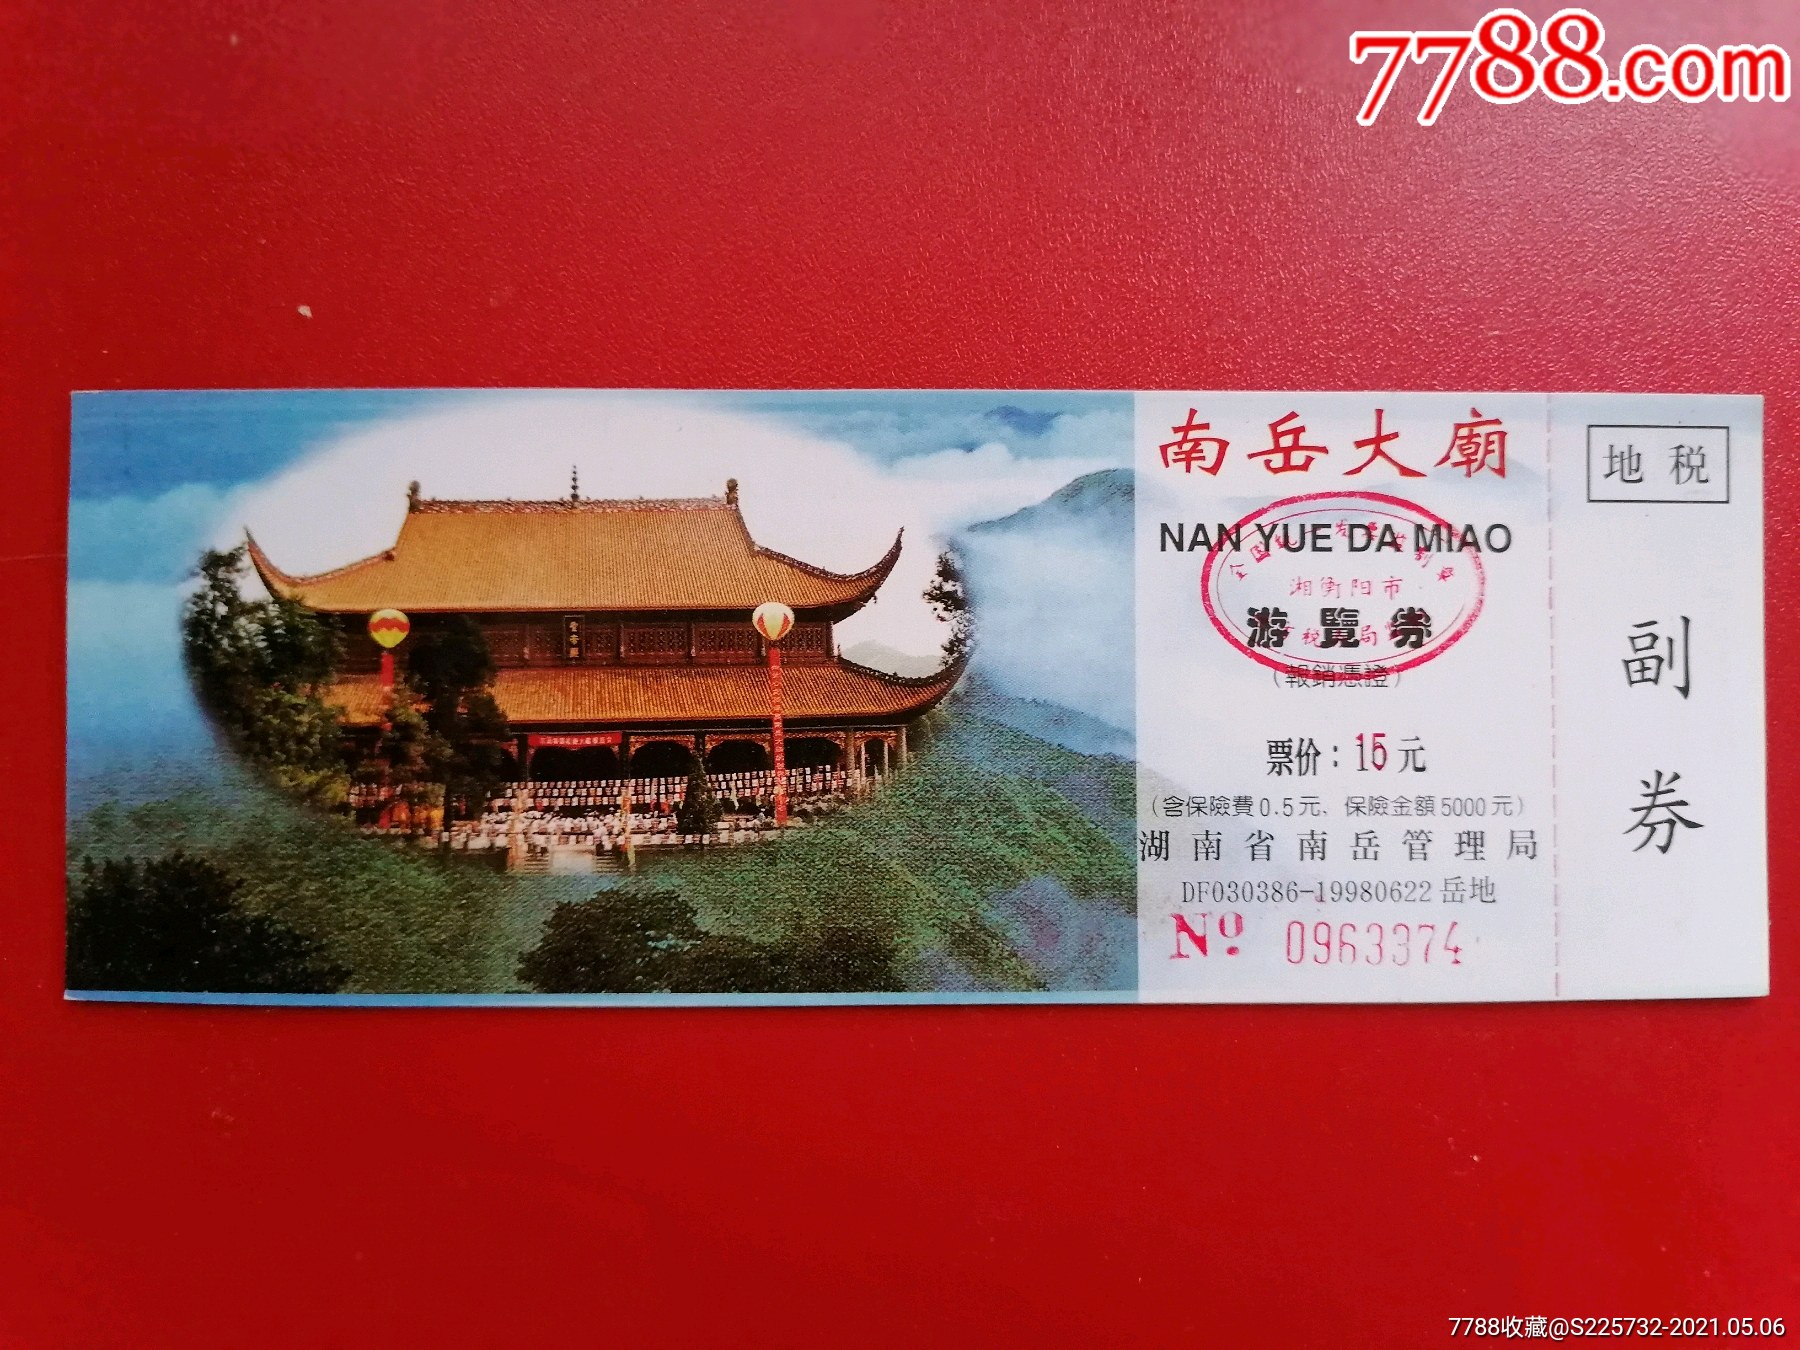 7788.com
南岳大廟
NAN YUE DA MIAO
湘衡阳市
税 局
游覽券
(報銷憑證)
票价：15元
(含保險費0.5元、保險金額5000元)
湖南省南岳管理局
DF030386-19980622岳地
Nº 0963374
地税
副券
7788收藏@S225732-2021.05.06